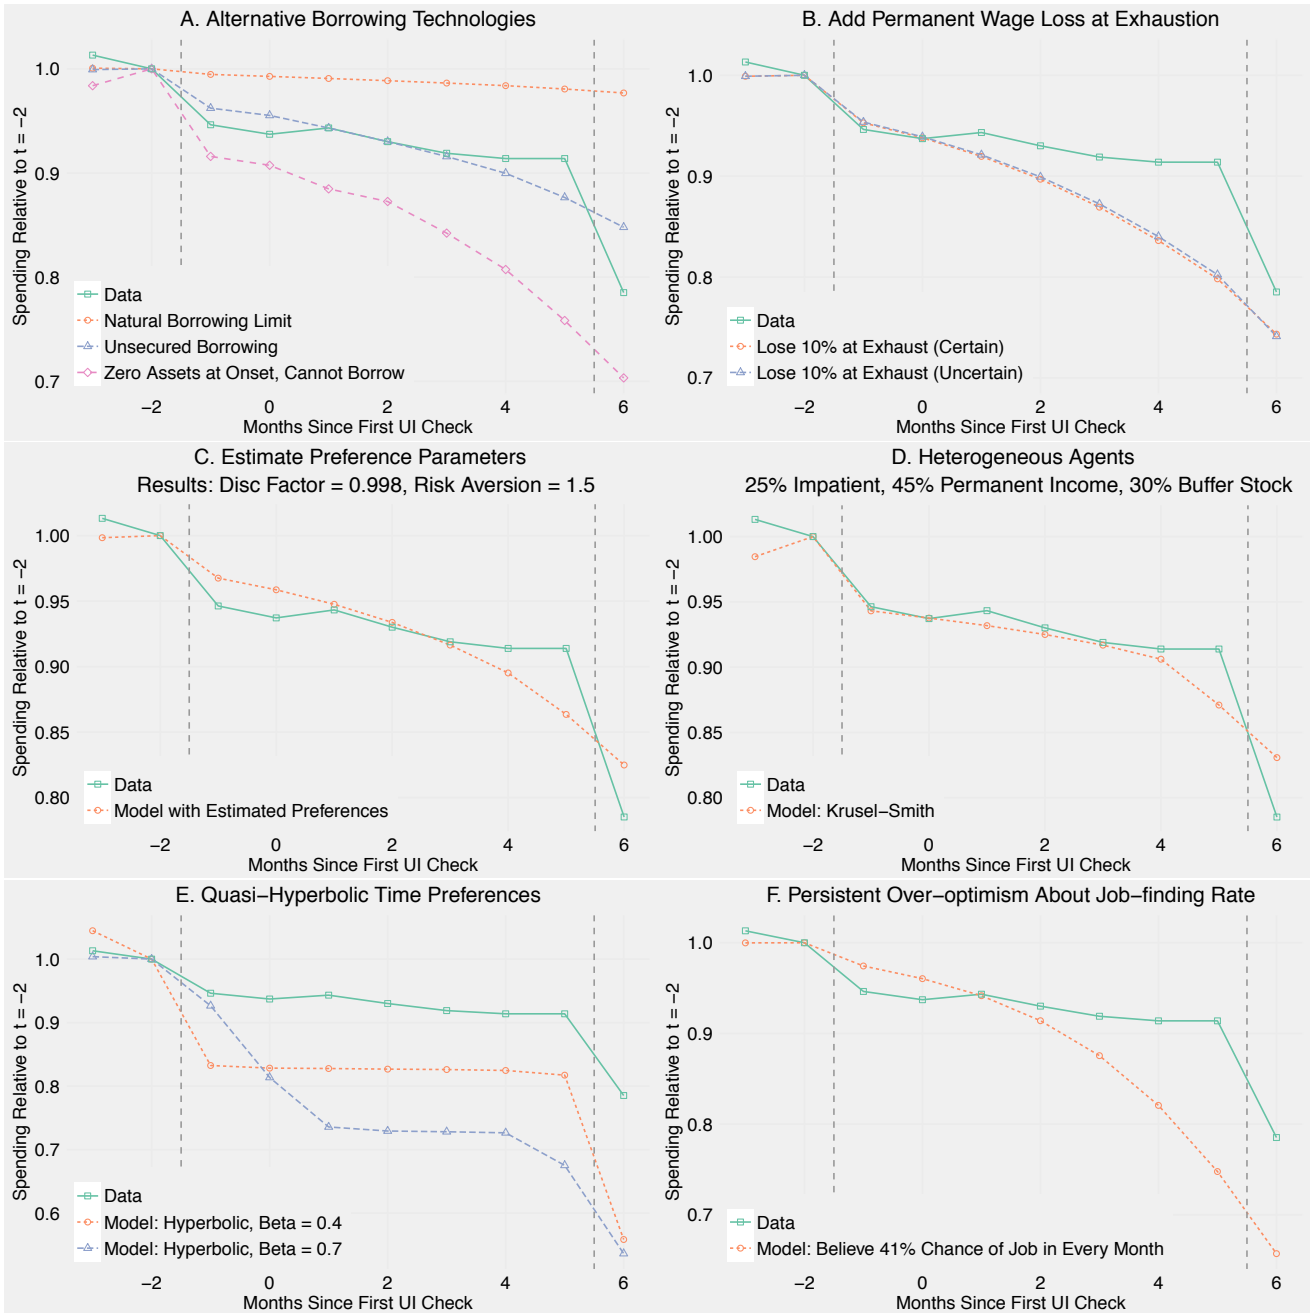 A. Alternative Borrowing Technologies
Spending Relative to t = −2
1.0
0.9
0.8
0.7
Data
Natural Borrowing Limit
Unsecured Borrowing
Zero Assets at Onset, Cannot Borrow
−2 0 2 4 6
Months Since First UI Check
B. Add Permanent Wage Loss at Exhaustion
Spending Relative to t = −2
1.0
0.9
0.8
0.7
Data
Lose 10% at Exhaust (Certain)
Lose 10% at Exhaust (Uncertain)
−2 0 2 4 6
Months Since First UI Check
C. Estimate Preference Parameters
Results: Disc Factor = 0.998, Risk Aversion = 1.5
Spending Relative to t = −2
1.00
0.95
0.90
0.85
0.80
Data
Model with Estimated Preferences
−2 0 2 4 6
Months Since First UI Check
D. Heterogeneous Agents
25% Impatient, 45% Permanent Income, 30% Buffer Stock
Spending Relative to t = −2
1.00
0.95
0.90
0.85
0.80
Data
Model: Krusel−Smith
−2 0 2 4 6
Months Since First UI Check
E. Quasi−Hyperbolic Time Preferences
Spending Relative to t = −2
1.0
0.9
0.8
0.7
0.6
Data
Model: Hyperbolic, Beta = 0.4
Model: Hyperbolic, Beta = 0.7
−2 0 2 4 6
Months Since First UI Check
F. Persistent Over−optimism About Job−finding Rate
Spending Relative to t = −2
1.0
0.9
0.8
0.7
Data
Model: Believe 41% Chance of Job in Every Month
−2 0 2 4 6
Months Since First UI Check